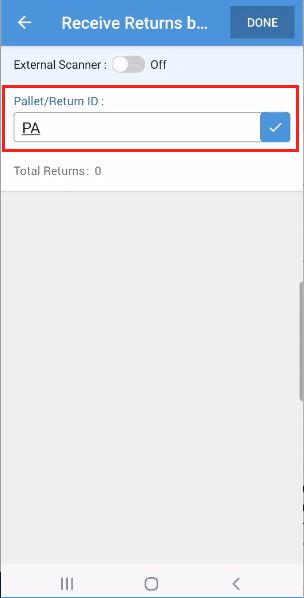 Receive Returns b...
DONE
External Scanner : Off
Pallet/Return ID :
PA
Total Returns: 0